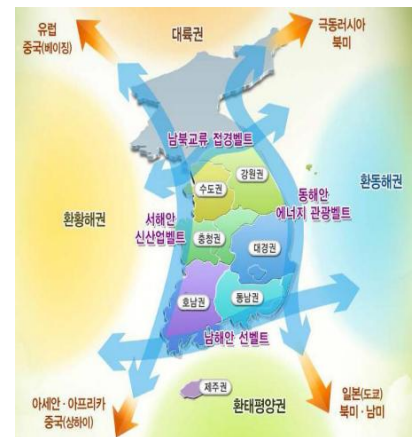 유럽
중국(베이징)
대륙권
극동러시아
북미
남북교류 접경벨트
수도권
강원권
환황해권
서해안
신산업벨트
동해안
에너지 관광벨트
환동해권
충청권
대경권
호남권
동남권
남해안 선벨트
제주권
아세안·아프리카
중국(상하이)
환태평양권
일본(도쿄)
북미·남미